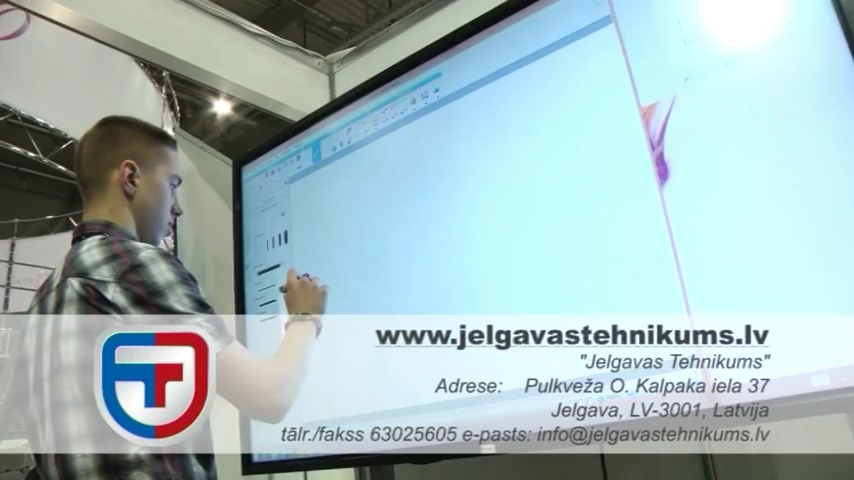 www.jelgavastehnikums.lv
"Jelgavas Tehnikums"
Adrese: Pulkveža O. Kalpaka iela 37
Jelgava, LV-3001, Latvija
tālr./fakss 63025605 e-pasts: info@jelgavastehnikums.lv